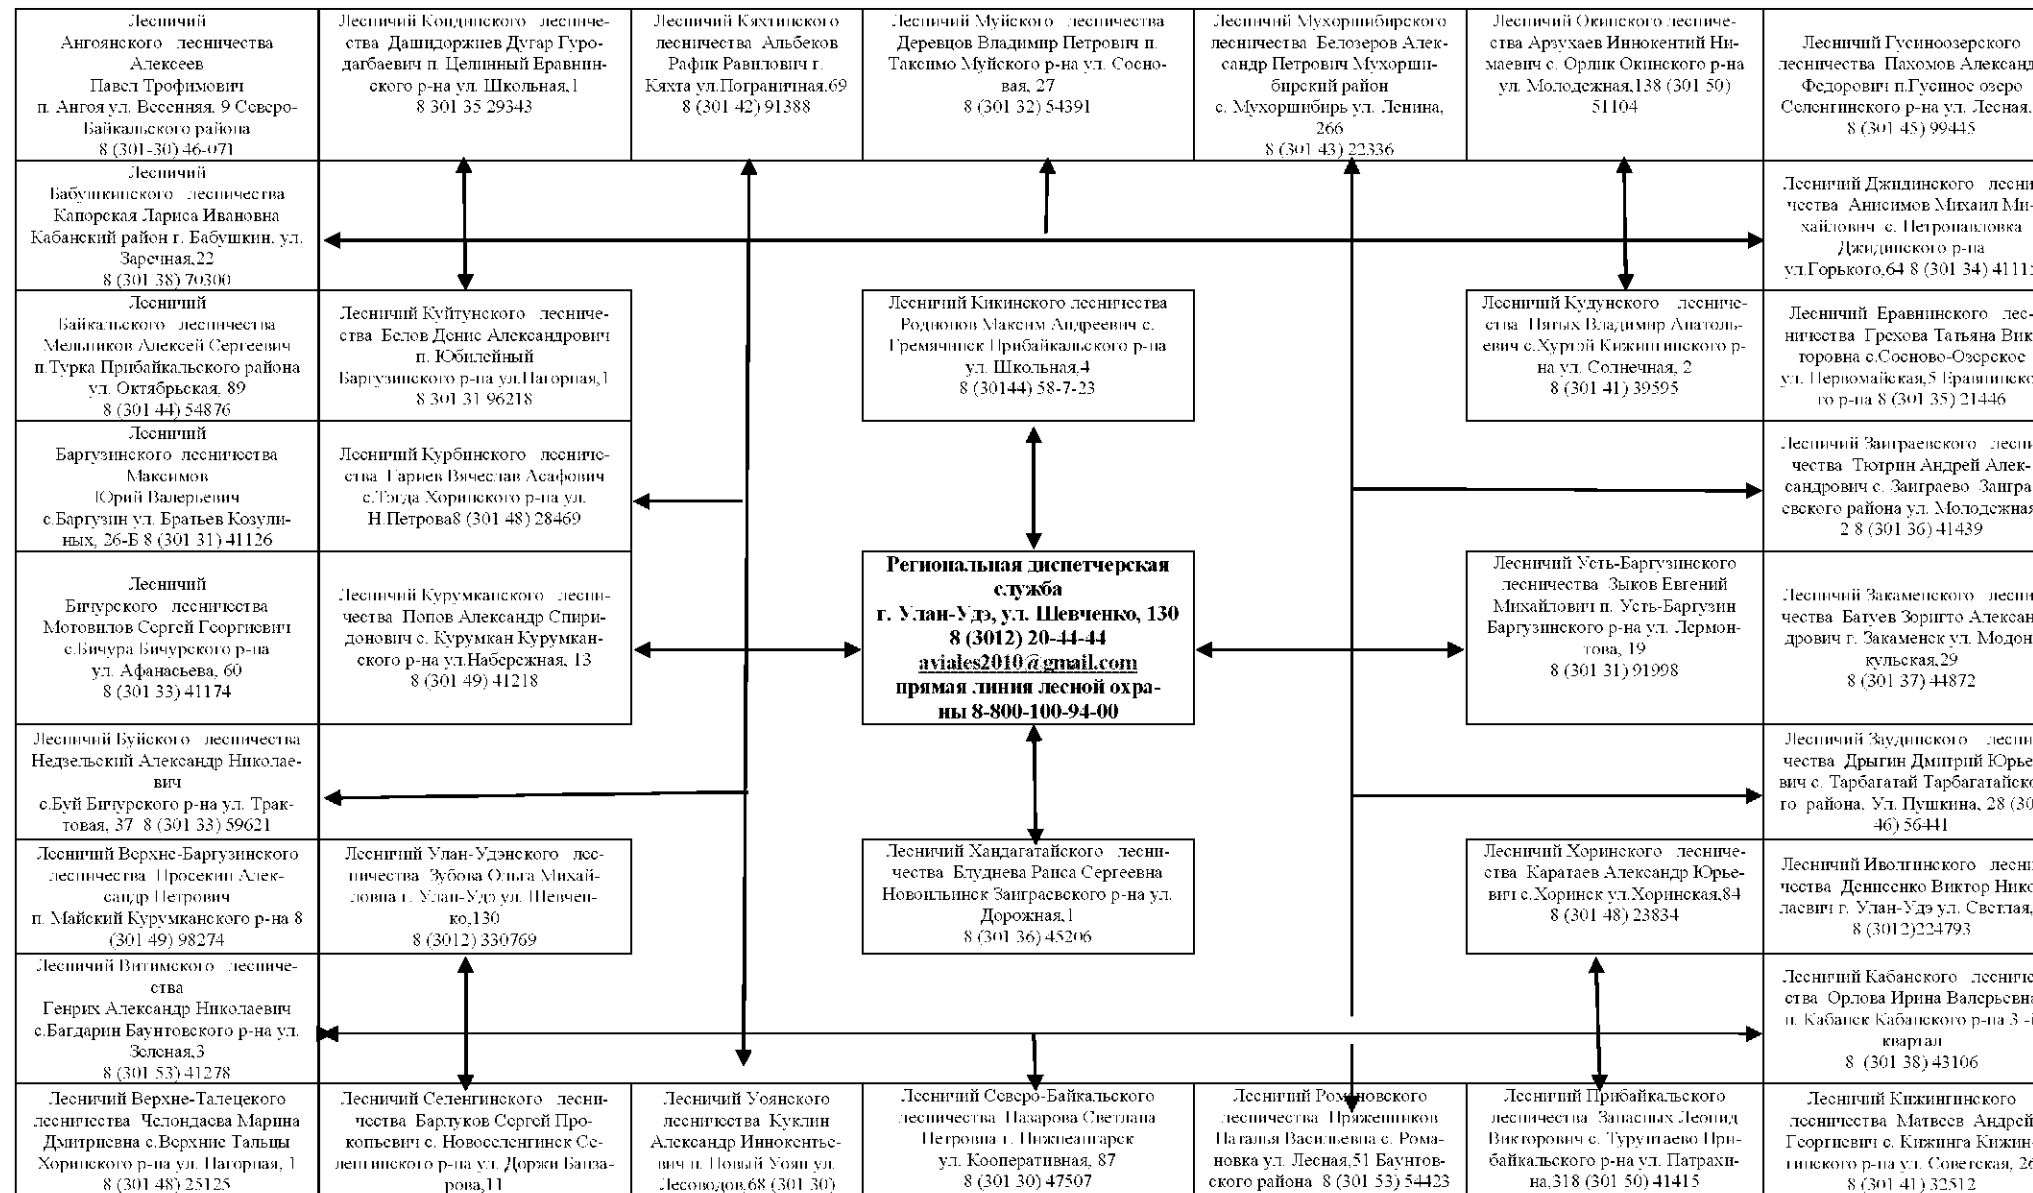 Лесничий
Ангоянского лесничества
Алексеев
Павел Трофимович
п. Ангоя ул. Весенняя, 9 Северо-
Байкальского района
8 (301-30) 46-071
Лесничий Кондинского лесниче-
ства Дашидоржиев Дугар Гуро-
дагбаевич п. Целинный Еравнин-
ского р-на ул. Школьная,1
8 301 35 29343
Лесничий Кяхтинского
лесничества Альбеков
Рафик Равилович г.
Кяхта ул.Пограничная,69
8 (301 42) 91388
Лесничий Муйского лесничества
Деревцов Владимир Петрович п.
Таксимо Муйского р-на ул. Сосно-
вая, 27
8 (301 32) 54391
Лесничий Мухоршибирского
лесничества Белозеров Алек-
сандр Петрович Мухорши-
бирский район
с. Мухоршибирь ул. Ленина,
266
8 (301 43) 22336
Лесничий Окинского лесниче-
ства Арзухаев Иннокентий Ни-
маевич с. Орлик Окинского р-на
ул. Молодежная,138 (301 50)
51104
Лесничий Гусиноозерского
лесничества Пахомов Александ
Федорович п.Гусиное озеро
Селенгинского р-на ул. Лесная,
8 (301 45) 99445
Лесничий
Бабушкинского лесничества
Капорская Лариса Ивановна
Кабанский район г. Бабушкин, ул.
Заречная,22
8 (301 38) 70300
Лесничий Джидинского лесни
чества Анисимов Михаил Ми-
хайлович с. Петропавловка
Джидинского р-на
ул.Горького,64 8 (301 34) 4111
Лесничий
Байкальского лесничества
Мельников Алексей Сергеевич
п.Турка Прибайкальского района
ул. Октябрьская, 89
8 (301 44) 54876
Лесничий Куйтунского лесниче-
ства Белов Денис Александрович
п. Юбилейный
Баргузинского р-на ул.Нагорная,1
8 301 31 96218
Лесничий Кикинского лесничества
Родионов Максим Андреевич с.
Гремячинск Прибайкальского р-на
ул. Школьная,4
8 (30144) 58-7-23
Лесничий Кудунского лесниче-
ства Пятых Владимир Анатоль-
евич с.Хуртэй Кижингинского р-
на ул. Солнечная, 2
8 (301 41) 39595
Лесничий Еравнинского лес-
ничества Грехова Татьяна Вик
торовна с.Сосново-Озерское
ул. Первомайская,5 Еравнинско
го р-на 8 (301 35) 21446
Лесничий
Баргузинского лесничества
Максимов
Юрий Валерьевич
с.Баргузин ул. Братьев Козули-
ных, 26-Б 8 (301 31) 41126
Лесничий Курбинского лесниче-
ства Гариев Вячеслав Асафович
с.Тэгда Хоринского р-на ул.
Н.Петрова8 (301 48) 28469
Лесничий Заиграевского лесни
чества Тютрин Андрей Алек-
сандрович с. Заиграево Заигра
евского района ул. Молодежная
2 8 (301 36) 41439
Лесничий
Бичурского лесничества
Мотовилов Сергей Георгиевич
с.Бичура Бичурского р-на
ул. Афанасьева, 60
8 (301 33) 41174
Лесничий Курумканского лесни-
чества Попов Александр Спири-
донович с. Курумкан Курумкан-
ского р-на ул.Набережная, 13
8 (301 49) 41218
Региональная диспетчерская
служба
г. Улан-Удэ, ул. Шевченко, 130
8 (3012) 20-44-44
aviales2010@gmail.com
прямая линия лесной охра-
ны 8-800-100-94-00
Лесничий Усть-Баргузинского
лесничества Зыков Евгений
Михайлович п. Усть-Баргузин
Баргузинского р-на ул. Лермон-
това, 19
8 (301 31) 91998
Лесничий Закаменского лесни
чества Батуев Зоригто Алексан
дрович г. Закаменск ул. Модон
кульская,29
8 (301 37) 44872
Лесничий Буйского лесничества
Недзельский Александр Николае-
вич
с.Буй Бичурского р-на ул. Трак-
товая, 37 8 (301 33) 59621
Лесничий Заудинского лесни
чества Дрыгин Дмитрий Юрье
вич с. Тарбагатай Тарбагатайско
го района, Ул. Пушкина, 28 (30
46) 56441
Лесничий Верхне-Баргузинского
лесничества Просекин Алек-
сандр Петрович
п. Майский Курумканского р-на 8
(301 49) 98274
Лесничий Улан-Удэнского лес-
ничества Зубова Ольга Михай-
ловна г. Улан-Удэ ул. Шевчен-
ко,130
8 (3012) 330769
Лесничий Хандагатайского лесни-
чества Блуднева Раиса Сергеевна
Новоильинск Заиграевского р-на ул.
Дорожная,1
8 (301 36) 45206
Лесничий Хоринского лесниче-
ства Каратаев Александр Юрье-
вич с.Хоринск ул.Хоринская,84
8 (301 48) 23834
Лесничий Иволгинского лесни
чества Денисенко Виктор Нико
лаевич г. Улан-Удэ ул. Светлая,
8 (3012)224793
Лесничий Витимского лесниче-
ства
Генрих Александр Николаевич
с.Багдарин Баунтовского р-на ул.
Зеленая,3
8 (301 53) 41278
Лесничий Кабанского лесниче
ства Орлова Ирина Валерьевна
п. Кабанск Кабанского р-на 3 -й
квартал
8 (301 38) 43106
Лесничий Верхне-Талецкого
лесничества Челондаева Марина
Дмитриевна с.Верхние Тальцы
Хоринского р-на ул. Нагорная, 1
8 (301 48) 25125
Лесничий Селенгинского лесни-
чества Барлуков Сергей Про-
копьевич с. Новоселенгинск Се-
ленгинского р-на ул. Доржи Банза-
рова,11
Лесничий Уоянского
лесничества Куклин
Александр Иннокентье-
вич п. Новый Уоян ул.
Лесоводов,68 (301 30)
Лесничий Северо-Байкальского
лесничества Назарова Светлана
Петровна г. Нижнеангарск
ул. Кооперативная, 87
8 (301 30) 47507
Лесничий Романовского
лесничества Пряженников
Наталья Васильевна с. Рома-
новка ул. Лесная,51 Баунтов-
ского района 8 (301 53) 54423
Лесничий Прибайкальского
лесничества Запасных Леонид
Викторович с. Турунтаево При-
байкальского р-на ул. Патрахи-
на,318 (301 50) 41415
Лесничий Кижингинского
лесничества Матвеев Андрей
Георгиевич с. Кижинга Кижин-
гинского р-на ул. Советская, 26
8 (301 41) 32512